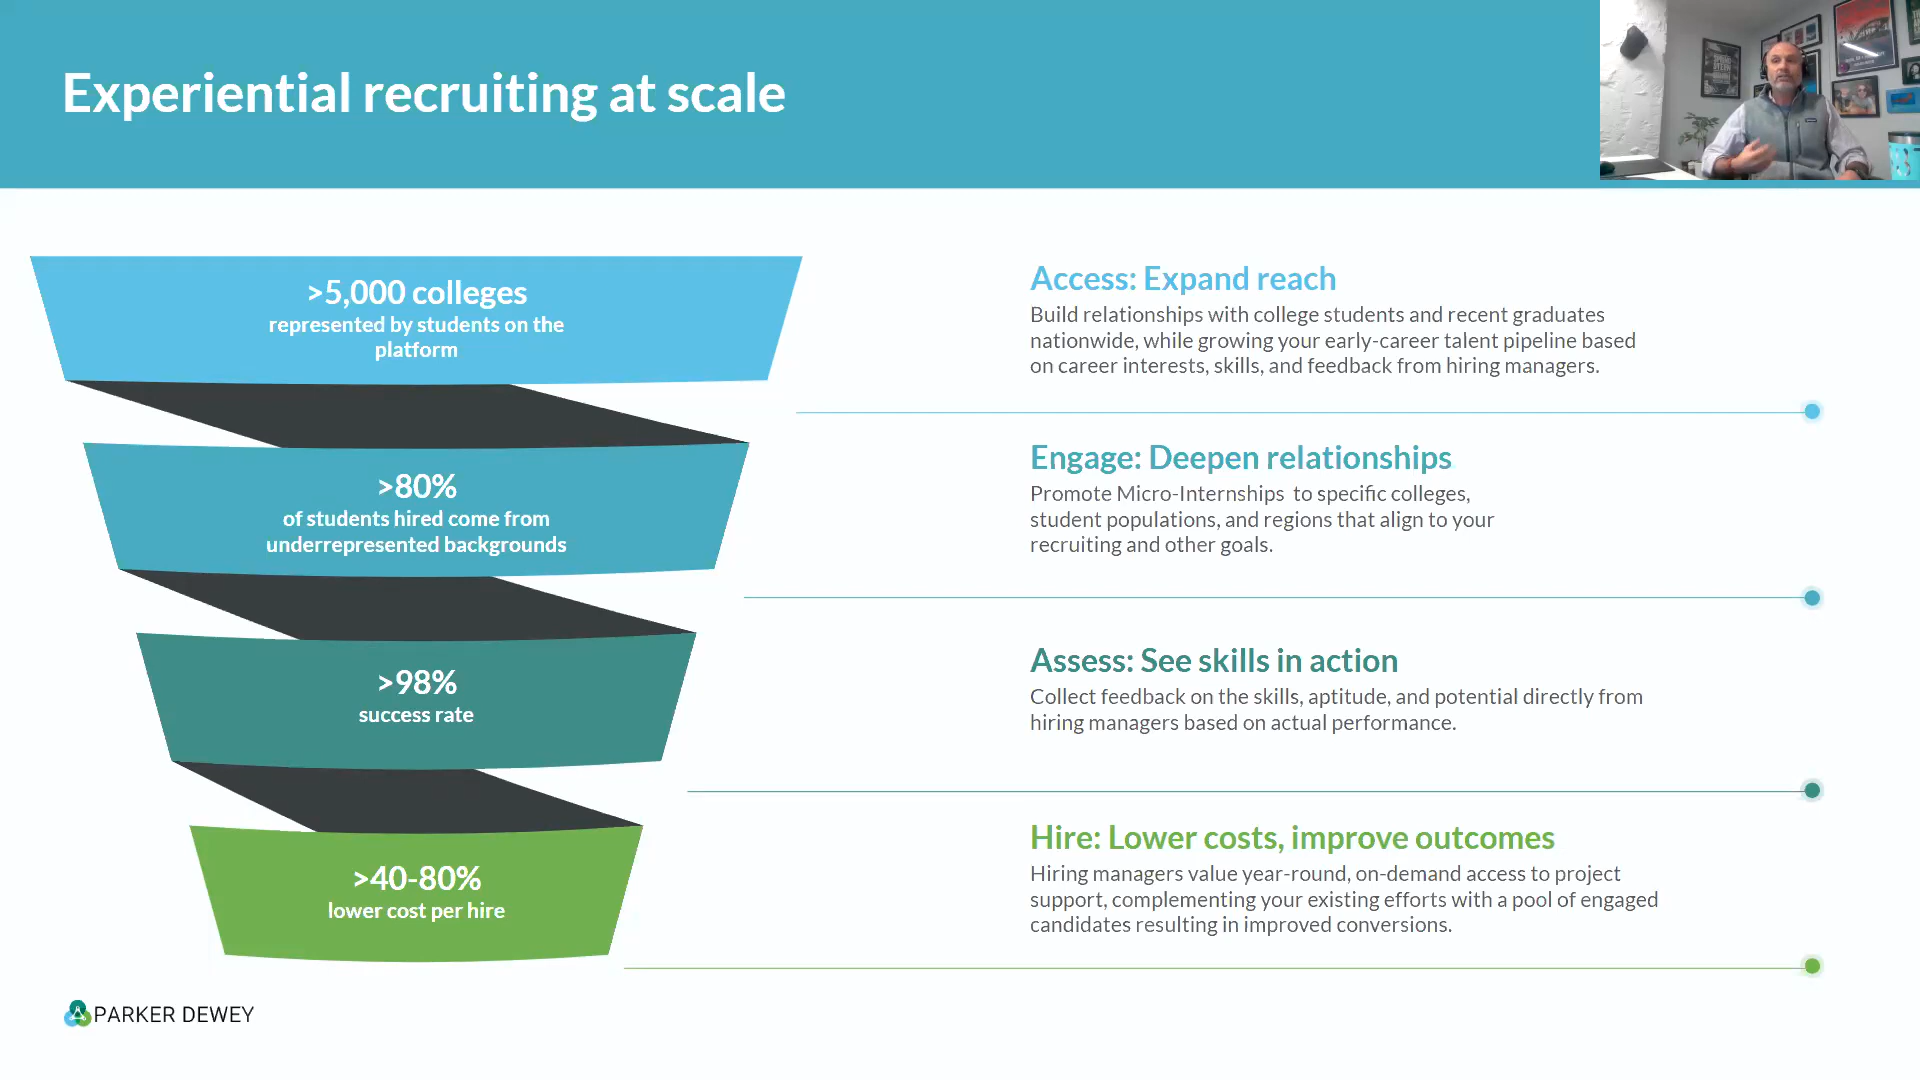 Experiential recruiting at scale
>5,000 colleges
represented by students on the
platform
Access: Expand reach
Build relationships with college students and recent graduates
nationwide, while growing your early-career talent pipeline based
on career interests, skills, and feedback from hiring managers.
>80%
of students hired come from
underrepresented backgrounds
Engage: Deepen relationships
Promote Micro-Internships to specific colleges,
student populations, and regions that align to your
recruiting and other goals.
>98%
success rate
Assess: See skills in action
Collect feedback on the skills, aptitude, and potential directly from
hiring managers based on actual performance.
>40-80%
lower cost per hire
Hire: Lower costs, improve outcomes
Hiring managers value year-round, on-demand access to project
support, complementing your existing efforts with a pool of engaged
candidates resulting in improved conversions.
PARKER DEWEY